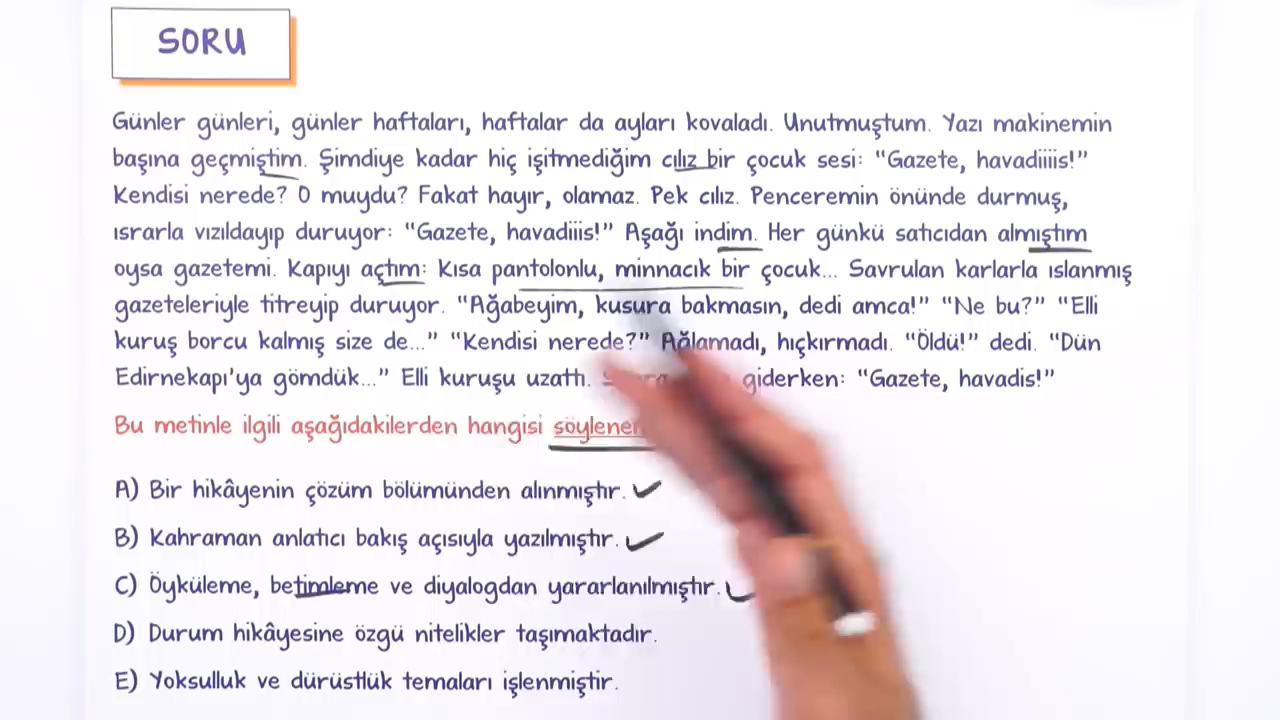 SORU
Günler günleri, günler haftaları, haftalar da ayları kovaladı. Unutmuştum. Yazı makinemin
başına geçmiştim. Şimdiye kadar hiç işitmediğim cılız bir çocuk sesi: “Gazete, havadiiiis!”
Kendisi nerede? O muydu? Fakat hayır, olamaz. Pek cılız. Penceremin önünde durmuş,
ısrarla vızıldayıp duruyor: “Gazete, havadiiis!” Aşağı indim. Her günkü satıcıdan almıştım
oysa gazetemi. Kapıyı açtım: Kısa pantolonlu, minnacık bir çocuk... Savrulan karlarla ıslanmış
gazeteleriyle titreyip duruyor. “Ağabeyim, kusura bakmasın, dedi amca!” “Ne bu?” “Elli
kuruş borcu kalmış size de...” “Kendisi nerede?” Ağlamadı, hıçkırmadı. “Öldü!” dedi. “Dün
Edirnekapı’ya gömdük...” Elli kuruşu uzattı. giderken: “Gazete, havadis!”
Bu metinle ilgili aşağıdakilerden hangisi
A) Bir hikâyenin çözüm bölümünden alınmıştır.
B) Kahraman anlatıcı bakış açısıyla yazılmıştır.
C) Öyküleme, betimleme ve diyalogdan yararlanılmıştır.
D) Durum hikâyesine özgü nitelikler taşımaktadır.
E) Yoksulluk ve dürüstlük temaları işlenmiştir.